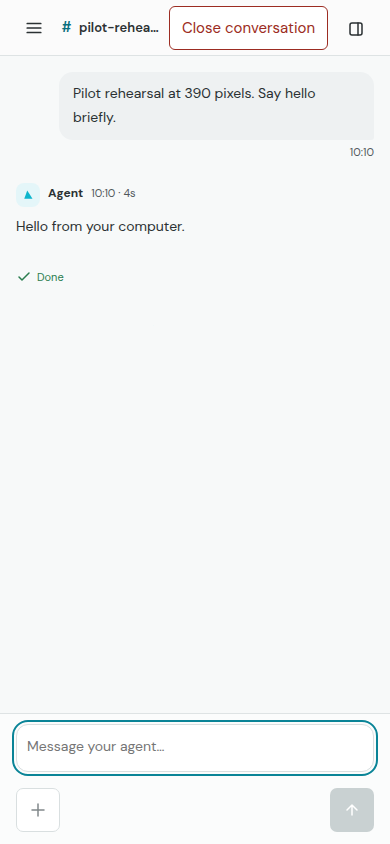 # pilot-rehea...
Close conversation
Pilot rehearsal at 390 pixels. Say hello
briefly.
10:10
Agent 10:10 · 4s
Hello from your computer.
Done
Message your agent...